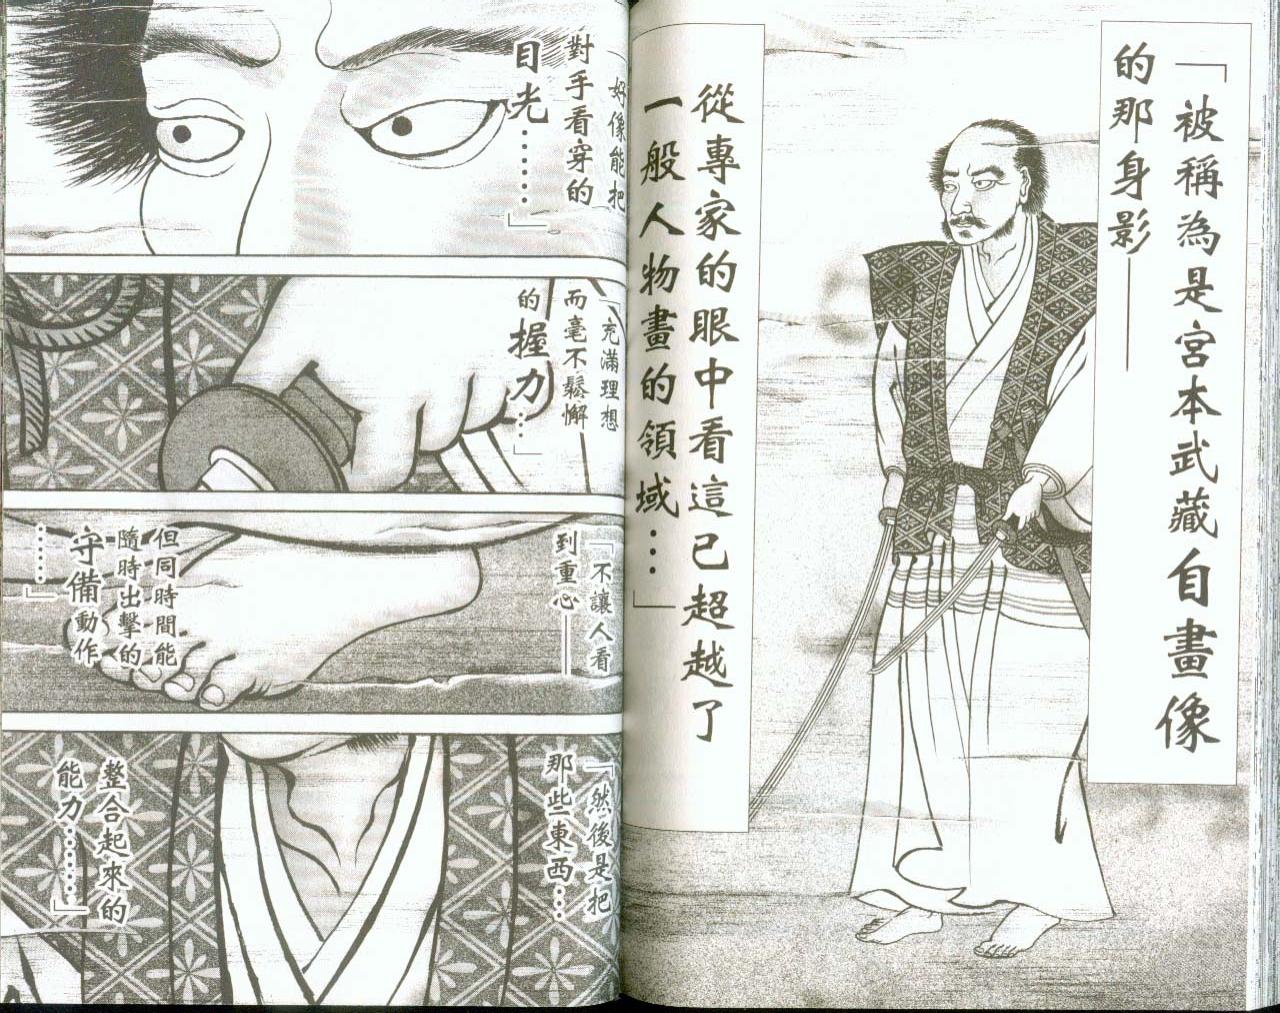 「被稱為是宮本武藏自畫像
的那身影——
從專家的眼中看這已超越了
一般人物畫的領域…」
「好像能把
對手看穿的
目光……」
「充滿理想
而毫不鬆懈
的握力…」
「不讓人看
到重心——
但同時間能
隨時出擊的
守備動作
……」
「然後是把
那些東西…
整合起來的
能力……」